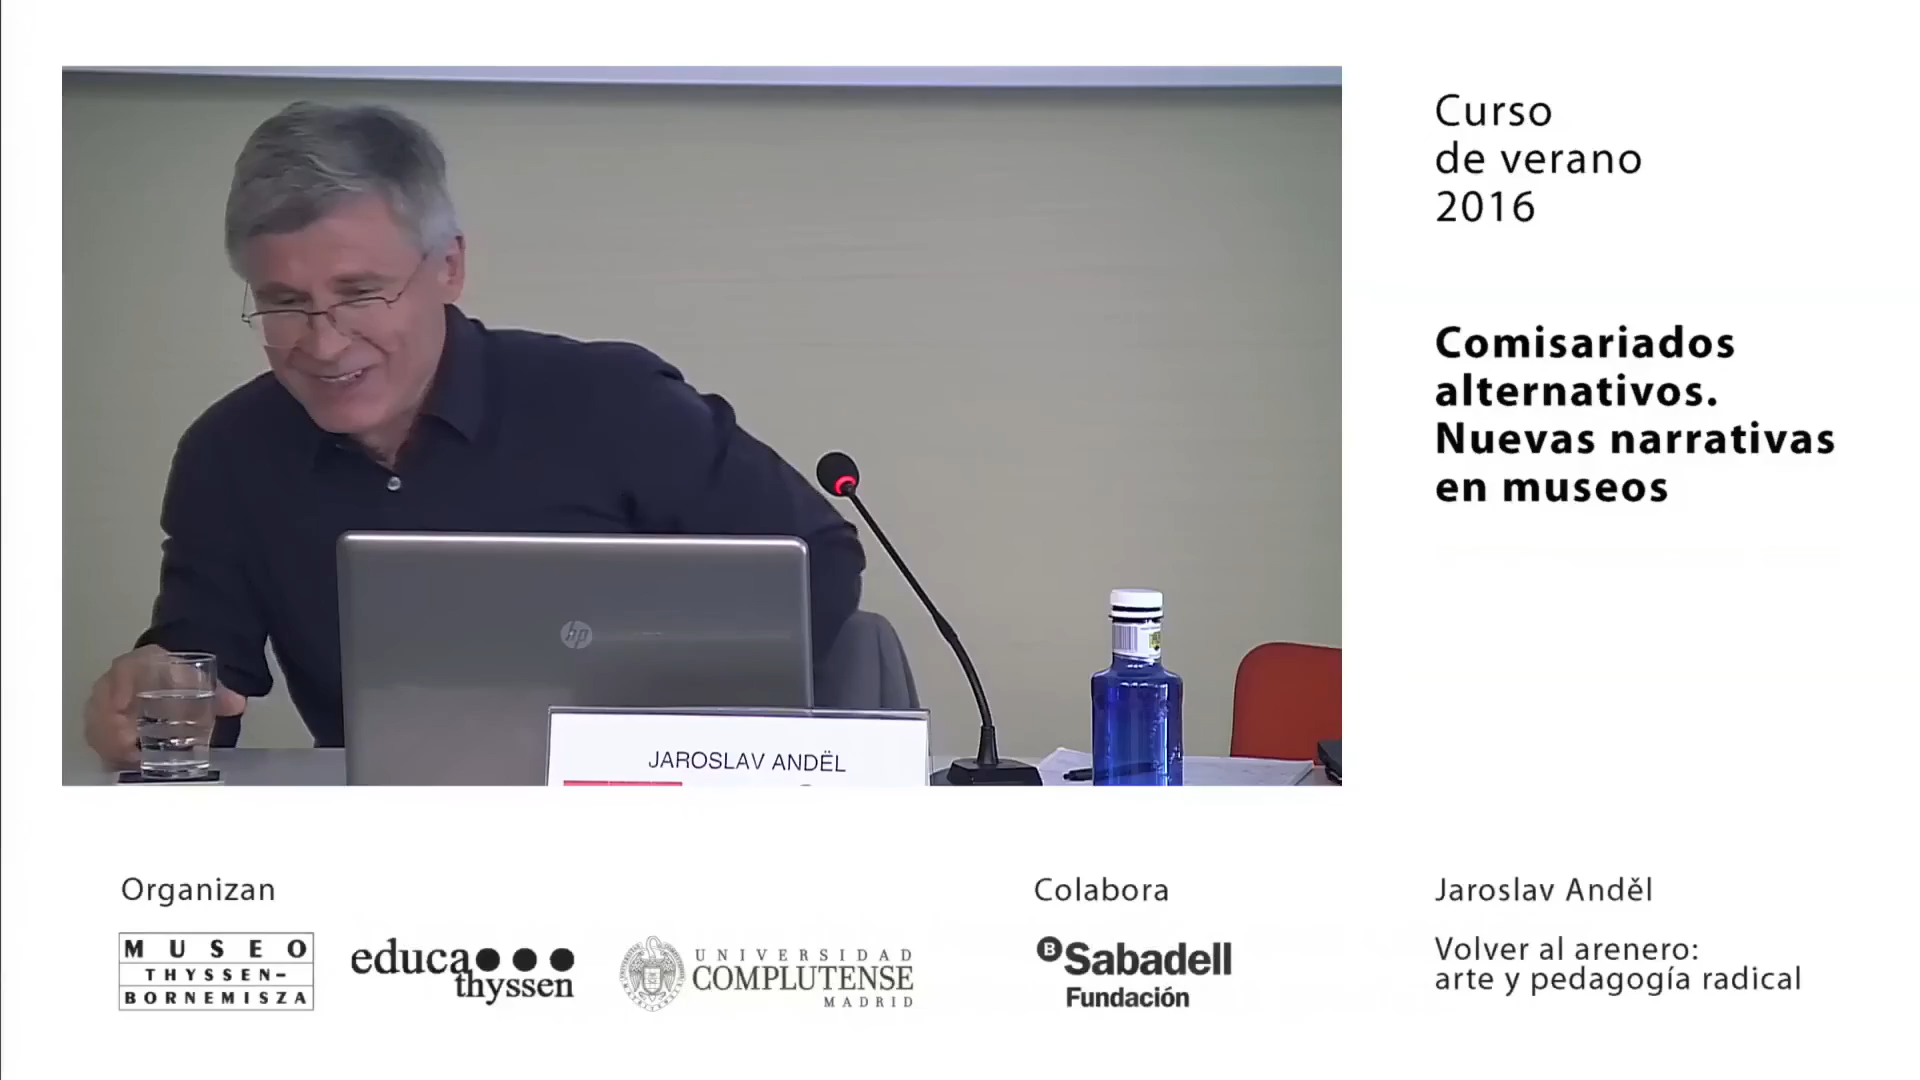 Curso
de verano
2016
Comisariados
alternativos.
Nuevas narrativas
en museos
hp
JAROSLAV ANDËL
Organizan
MUSEO
THYSSEN-
BORNEMISZA
educa
thyssen
UNIVERSIDAD
COMPLUTENSE
MADRID
Colabora
B Sabadell
Fundación
Jaroslav Anděl
Volver al arenero:
arte y pedagogía radical